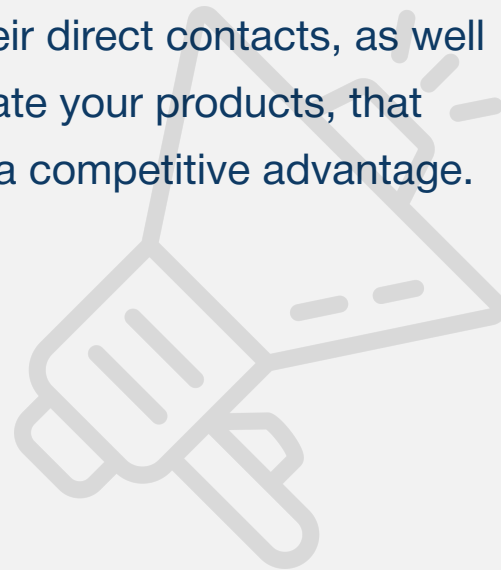 eir direct contacts, as well
ate your products, that
a competitive advantage.